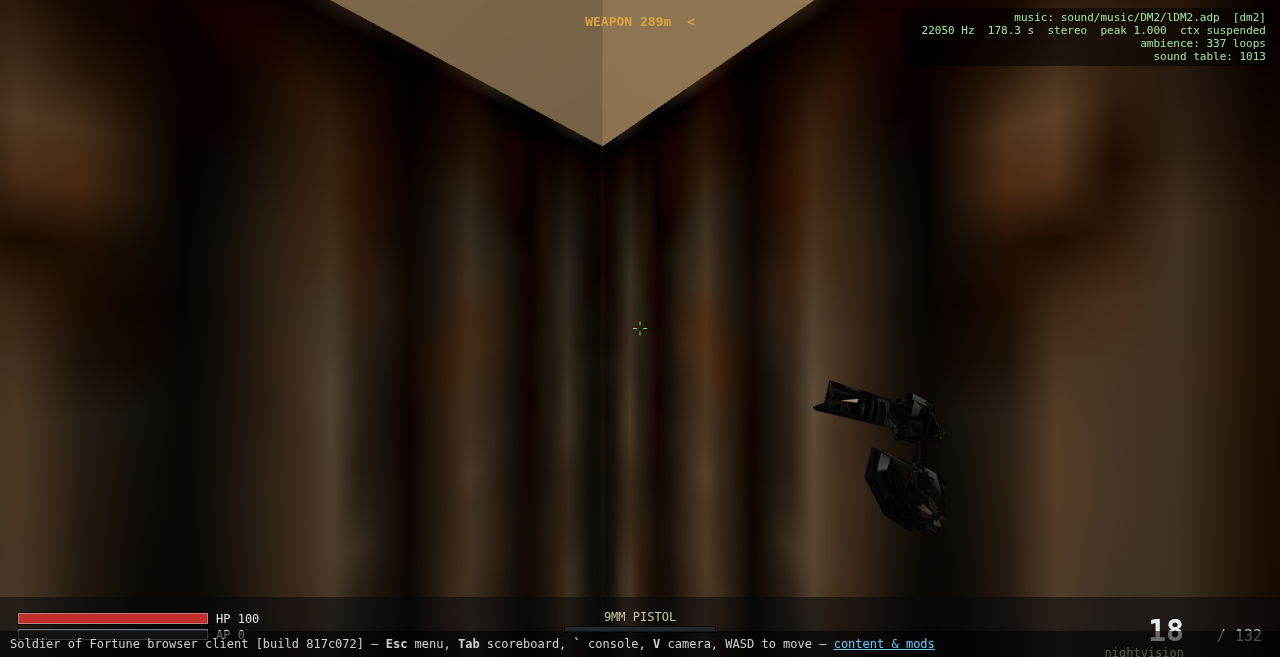 WEAPON 289m <
music: sound/music/DM2/lDM2.adp [dm2]
22050 Hz 178.3 s stereo peak 1.000 ctx suspended
ambience: 337 loops
sound table: 1013
9MM PISTOL
HP 100
AP 0
18 / 132
nightvision
Soldier of Fortune browser client [build 817c072] — Esc menu, Tab scoreboard, ` console, V camera, WASD to move — content & mods